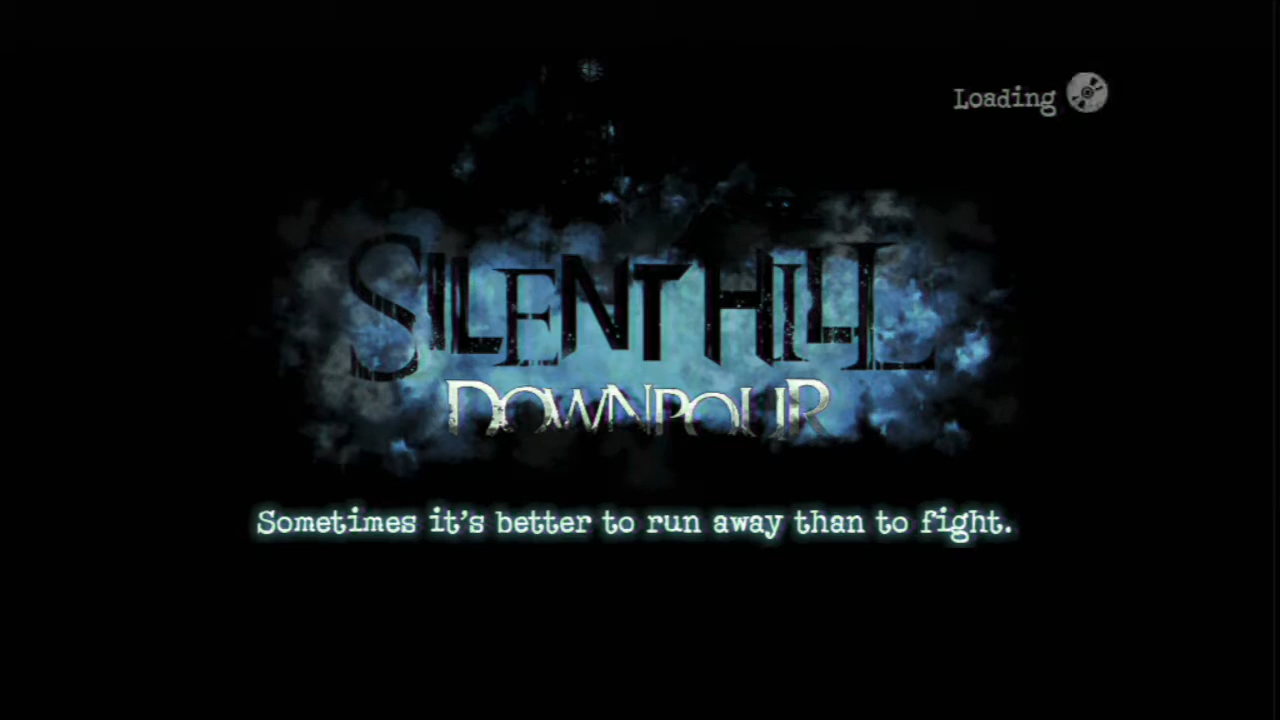 Loading
SILENT HILL
DOWNPOUR
Sometimes it's better to run away than to fight.